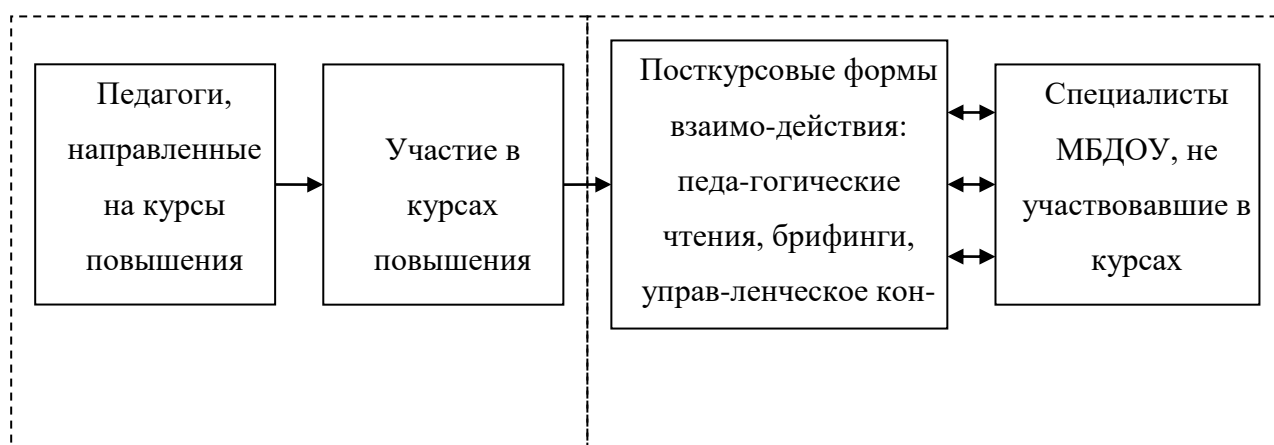 Педагоги,
направленные
на курсы
повышения
Участие в
курсах
повышения
Посткурсовые формы
взаимо-действия:
педа-гогические
чтения, брифинги,
управ-ленческое кон-
Специалисты
МБДОУ, не
участвовавшие в
курсах